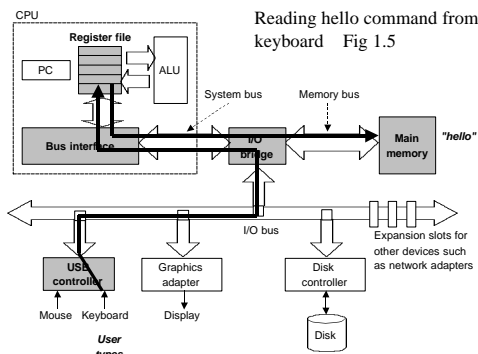 Reading hello command from
keyboard Fig 1.5
CPU
Register file
PC
ALU
System bus
Memory bus
Bus interface
I/O
bridge
Main
memory
"hello"
I/O bus
Expansion slots for
other devices such
as network adapters
USB
controller
Graphics
adapter
Disk
controller
Mouse
Keyboard
Display
User
types
Disk